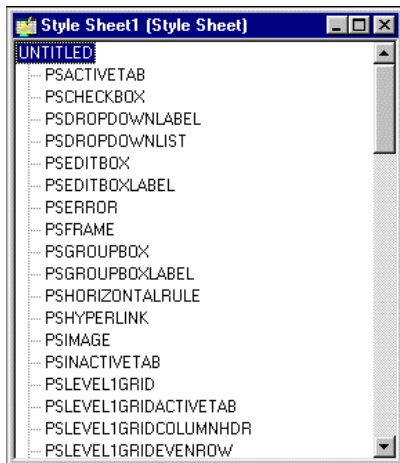 Style Sheet1 (Style Sheet)
UNTITLED
PSACTIVETAB
PSCHECKBOX
PSDROPDOWNLABEL
PSDROPDOWNLIST
PSEDITBOX
PSEDITBOXLABEL
PSERROR
PSFRAME
PSGROUPBOX
PSGROUPBOXLABEL
PSHORIZONTALRULE
PSHYPERLINK
PSIMAGE
PSINACTIVETAB
PSLEVEL1GRID
PSLEVEL1GRIDACTIVETAB
PSLEVEL1GRIDCOLUMNHDR
PSLEVEL1GRIDEVENROW